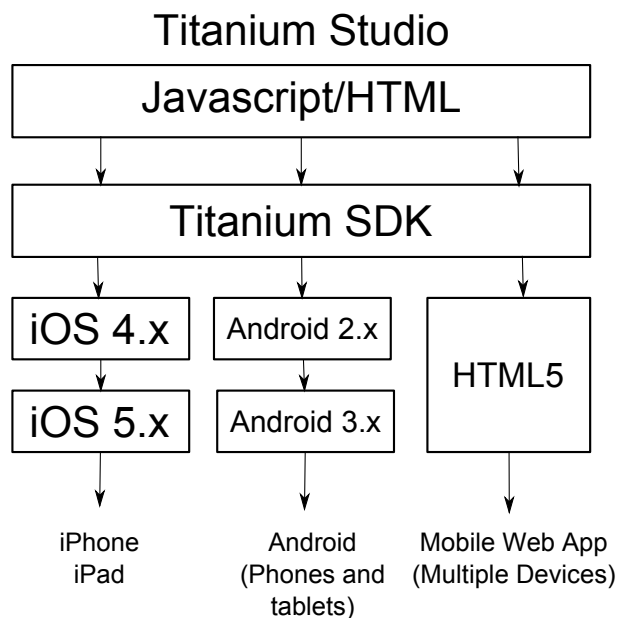 Titanium Studio
Javascript/HTML
Titanium SDK
iOS 4.x
Android 2.x
HTML5
iOS 5.x
Android 3.x
iPhone
iPad
Android
(Phones and
tablets)
Mobile Web App
(Multiple Devices)